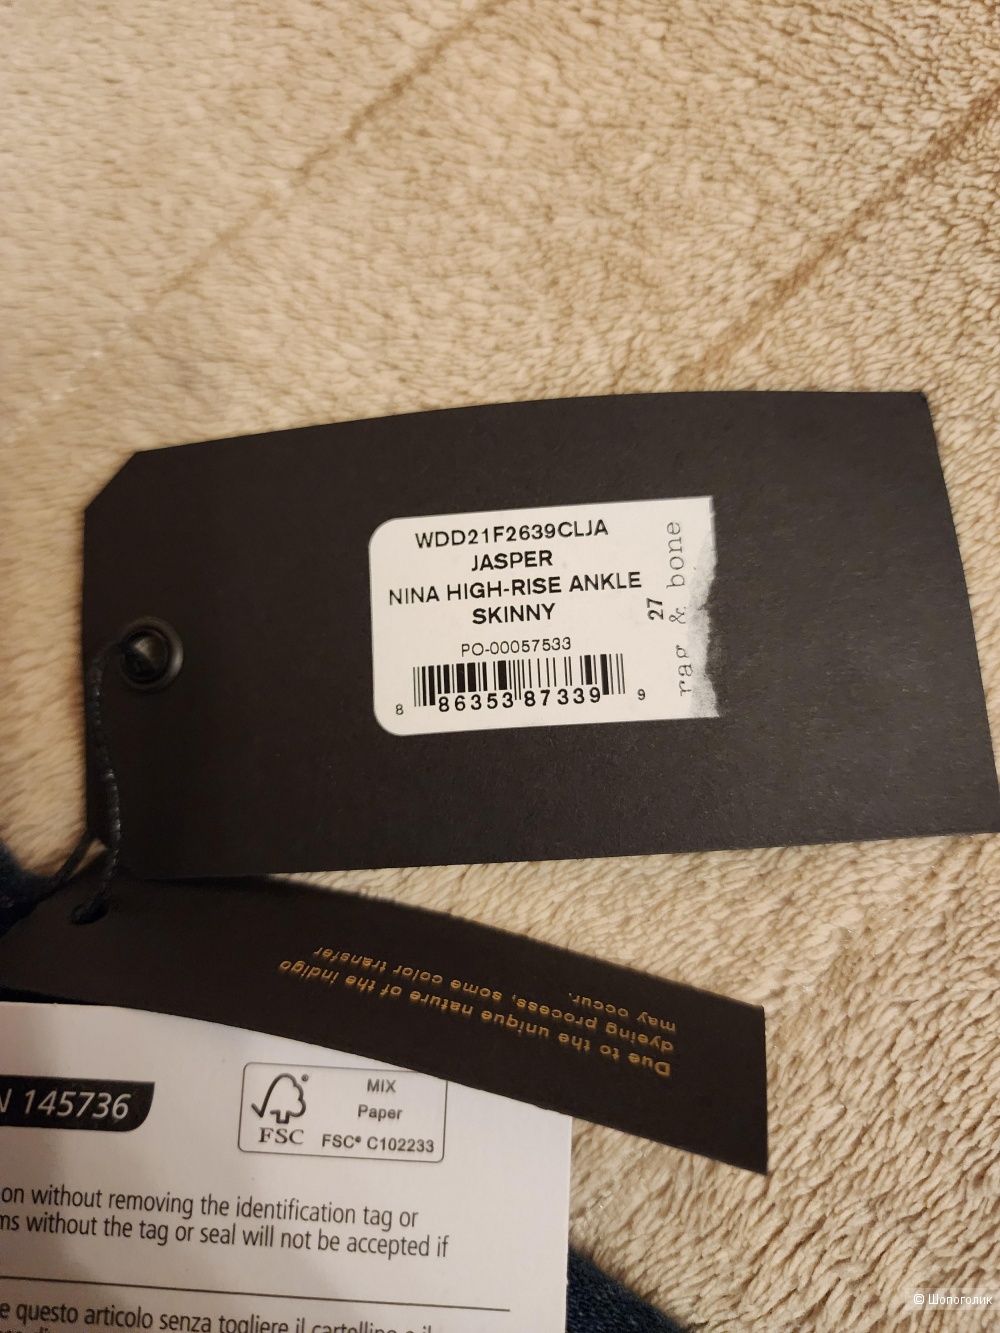 WDD21F2639CLJA
JASPER
NINA HIGH-RISE ANKLE
SKINNY
PO-00057533
8 86353 87339 9
27
rag & bone
Due to the unique nature of the indigo
dyeing process, some color transfer
may occur.
N 145736
MIX
Paper
FSC® C102233
FSC
on without removing the identification tag or
ms without the tag or seal will not be accepted if
e questo articolo senza togliere il cartellino o il
© Шопоголик